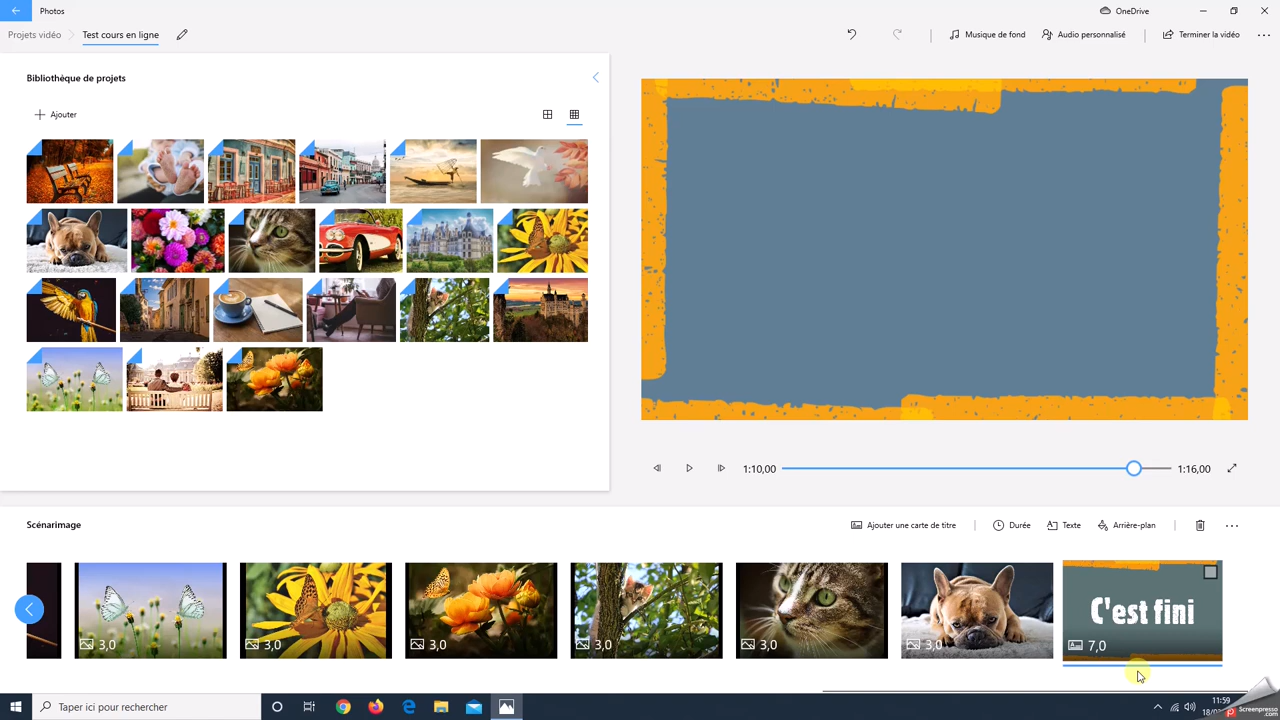 Photos
OneDrive
Projets vidéo
Test cours en ligne
Musique de fond
Audio personnalisé
Terminer la vidéo
Bibliothèque de projets
Ajouter
1:10,00
1:16,00
Scénarimage
Ajouter une carte de titre
Durée
Texte
Arrière-plan
C'est fini
3,0
3,0
3,0
3,0
3,0
3,0
7,0
Taper ici pour rechercher
11:59
Screenpresso
.com